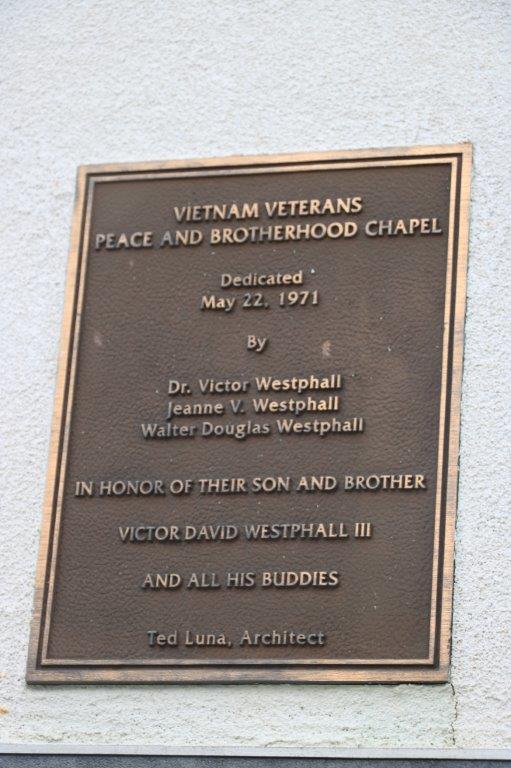 VIETNAM VETERANS
PEACE AND BROTHERHOOD CHAPEL
Dedicated
May 22, 1971
By
Dr. Victor Westphall
Jeanne V. Westphall
Walter Douglas Westphall
IN HONOR OF THEIR SON AND BROTHER
VICTOR DAVID WESTPHALL III
AND ALL HIS BUDDIES
Ted Luna, Architect